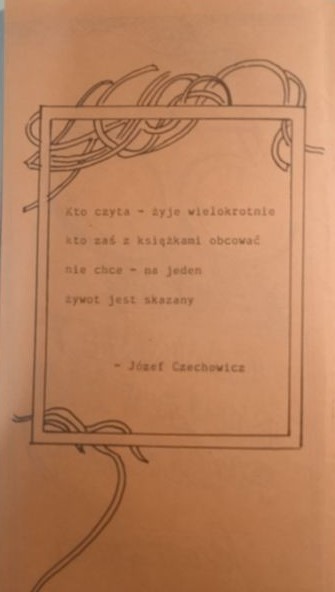 Kto czyta - żyje wielokrotnie
kto zaś z książkami obcować
nie chce - na jeden
żywot jest skazany
- Józef Czechowicz